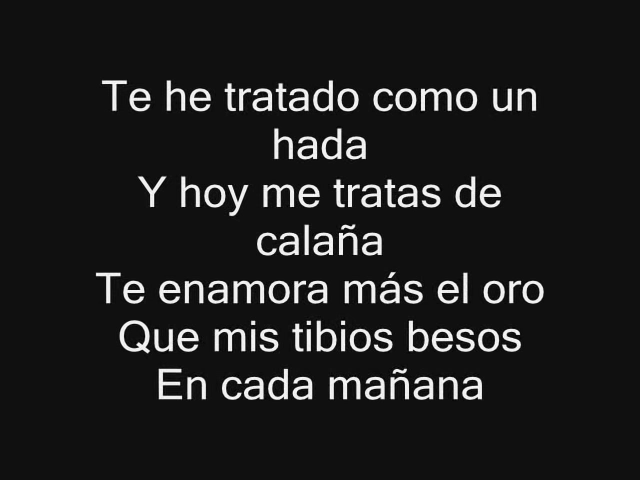 Te he tratado como un
hada
Y hoy me tratas de
calaña
Te enamora más el oro
Que mis tibios besos
En cada mañana